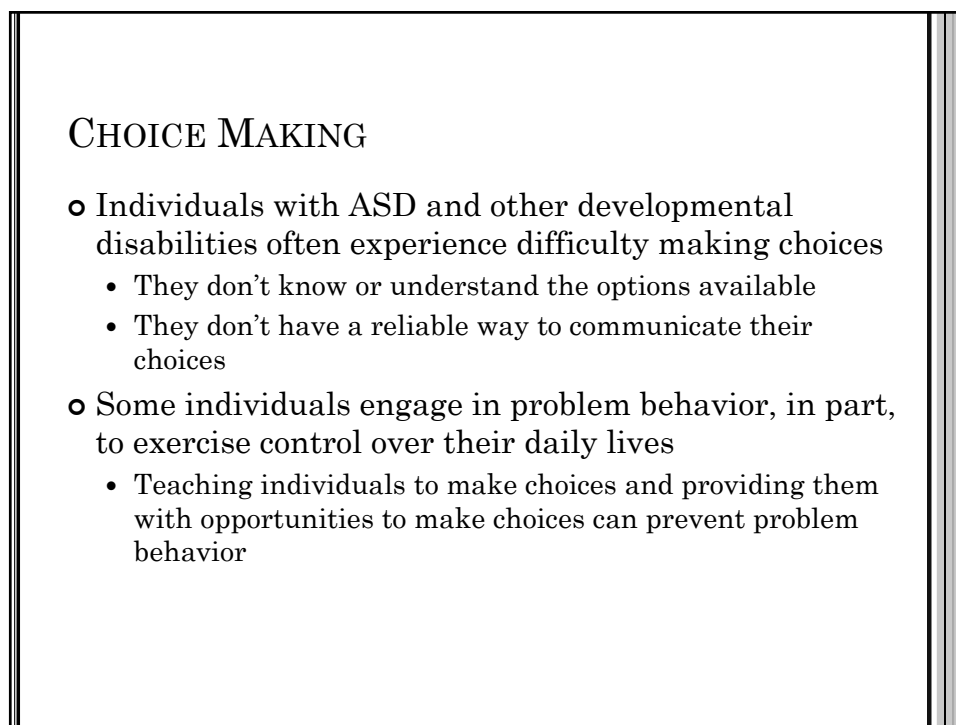 CHOICE MAKING
Individuals with ASD and other developmental
disabilities often experience difficulty making choices
• They don’t know or understand the options available
• They don’t have a reliable way to communicate their
choices
Some individuals engage in problem behavior, in part,
to exercise control over their daily lives
• Teaching individuals to make choices and providing them
with opportunities to make choices can prevent problem
behavior